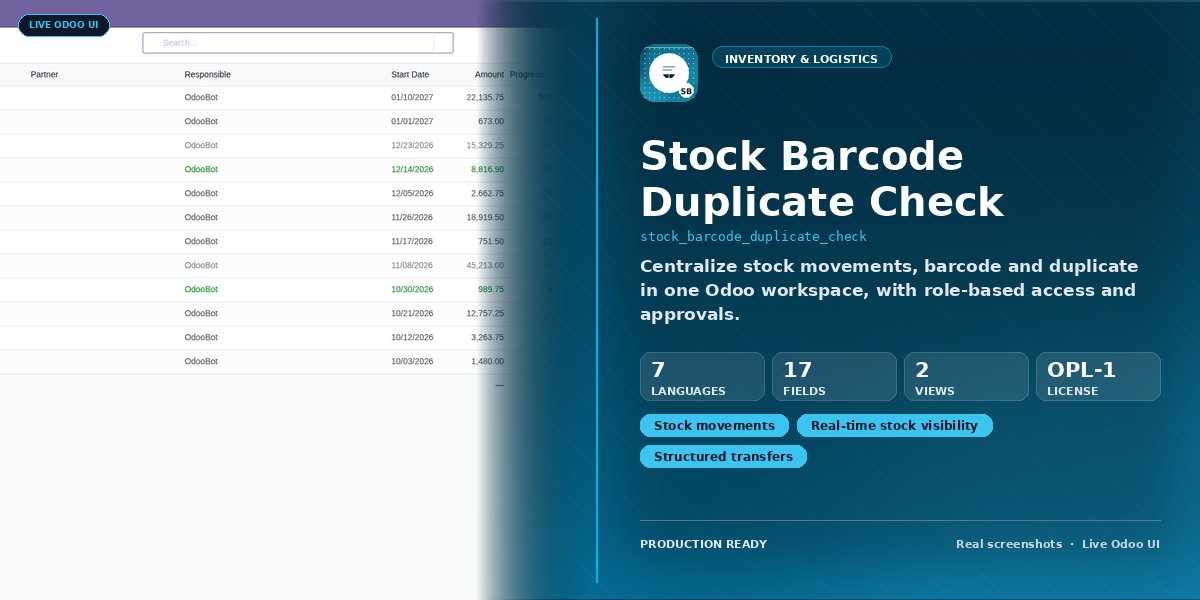 LIVE ODOO UI
Search...
Partner Responsible Start Date Amount Progress...
OdooBot 01/10/2027 22,135.75 100
OdooBot 01/01/2027 673.00
OdooBot 12/23/2026 15,329.25
OdooBot 12/14/2026 8,816.90
OdooBot 12/05/2026 2,662.75
OdooBot 11/26/2026 18,919.50
OdooBot 11/17/2026 751.50
OdooBot 11/08/2026 45,213.00
OdooBot 10/30/2026 989.75
OdooBot 10/21/2026 12,757.25
OdooBot 10/12/2026 3,263.75
OdooBot 10/03/2026 1,480.00
—
SB
INVENTORY & LOGISTICS
Stock Barcode
Duplicate Check
stock_barcode_duplicate_check
Centralize stock movements, barcode and duplicate
in one Odoo workspace, with role-based access and
approvals.
7 17 2 OPL-1
LANGUAGES FIELDS VIEWS LICENSE
Stock movements Real-time stock visibility
Structured transfers
PRODUCTION READY Real screenshots · Live Odoo UI